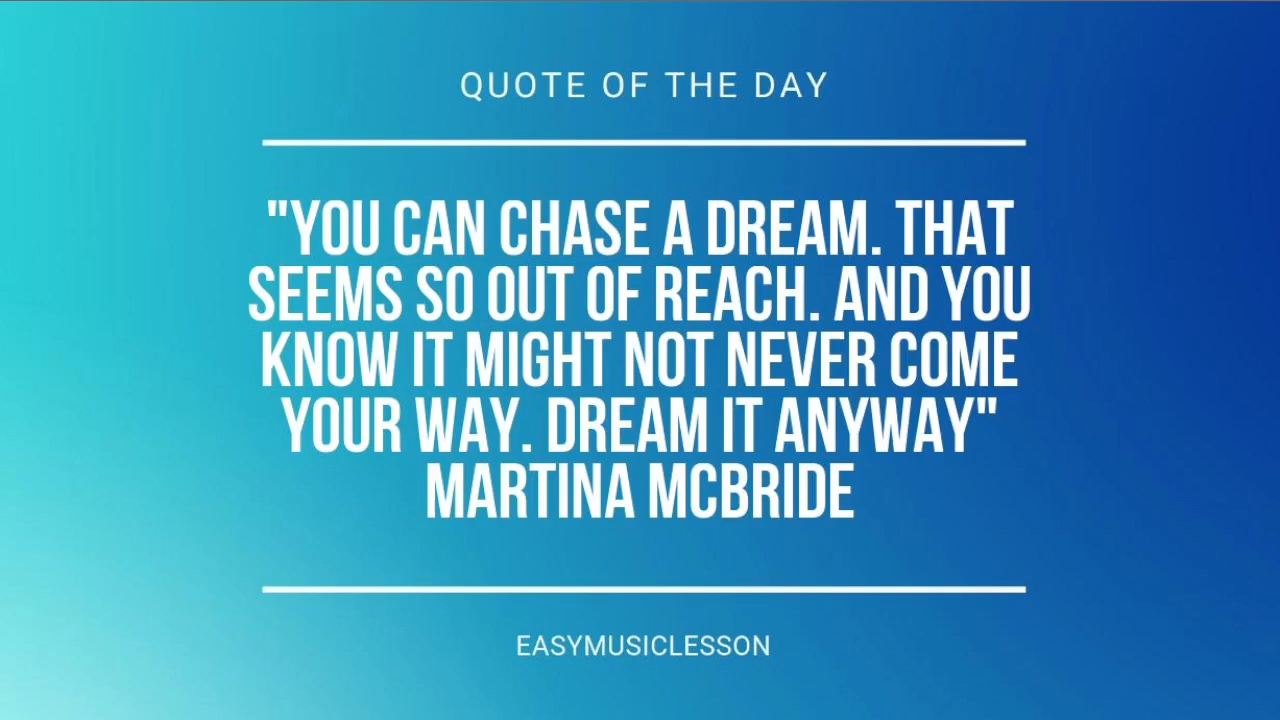 QUOTE OF THE DAY
"YOU CAN CHASE A DREAM. THAT
SEEMS SO OUT OF REACH. AND YOU
KNOW IT MIGHT NOT NEVER COME
YOUR WAY. DREAM IT ANYWAY"
MARTINA MCBRIDE
EASYMUSICLESSON